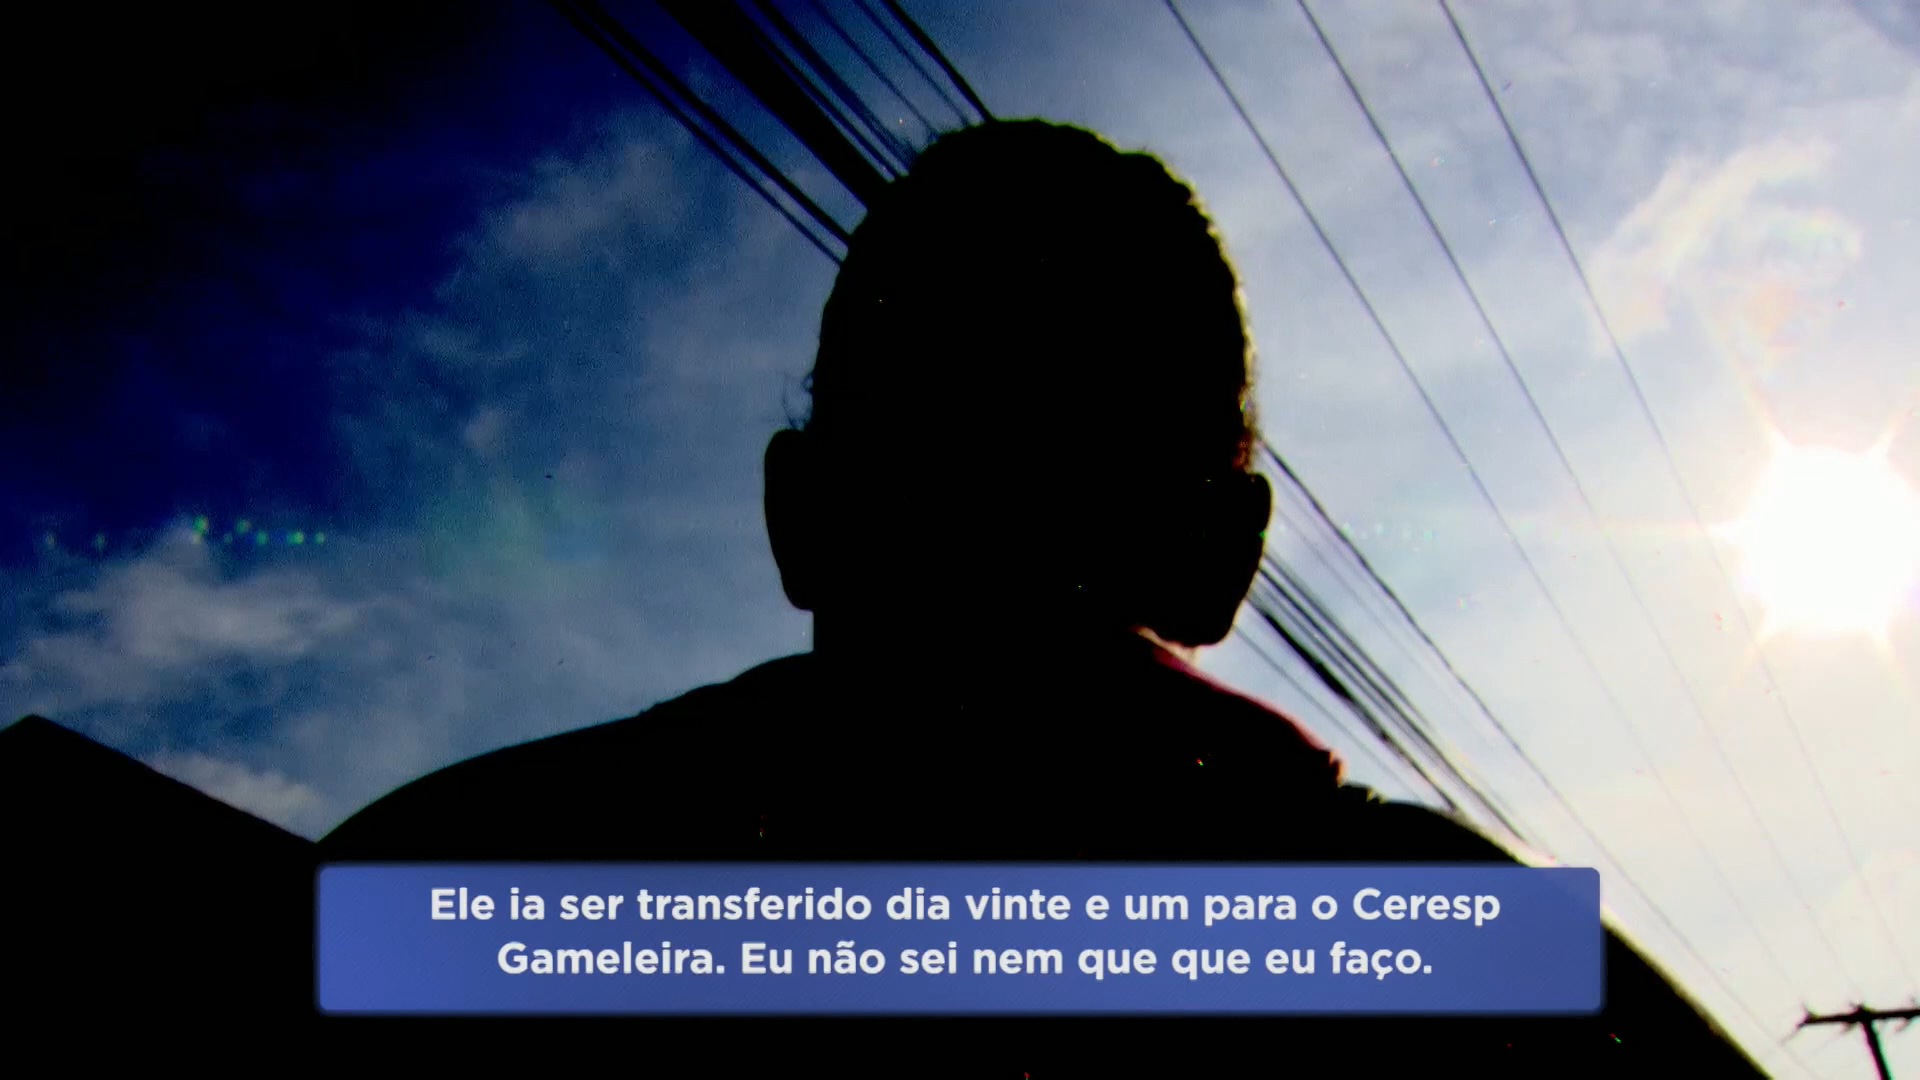 Ele ia ser transferido dia vinte e um para o Ceresp
Gameleira. Eu não sei nem que que eu faço.